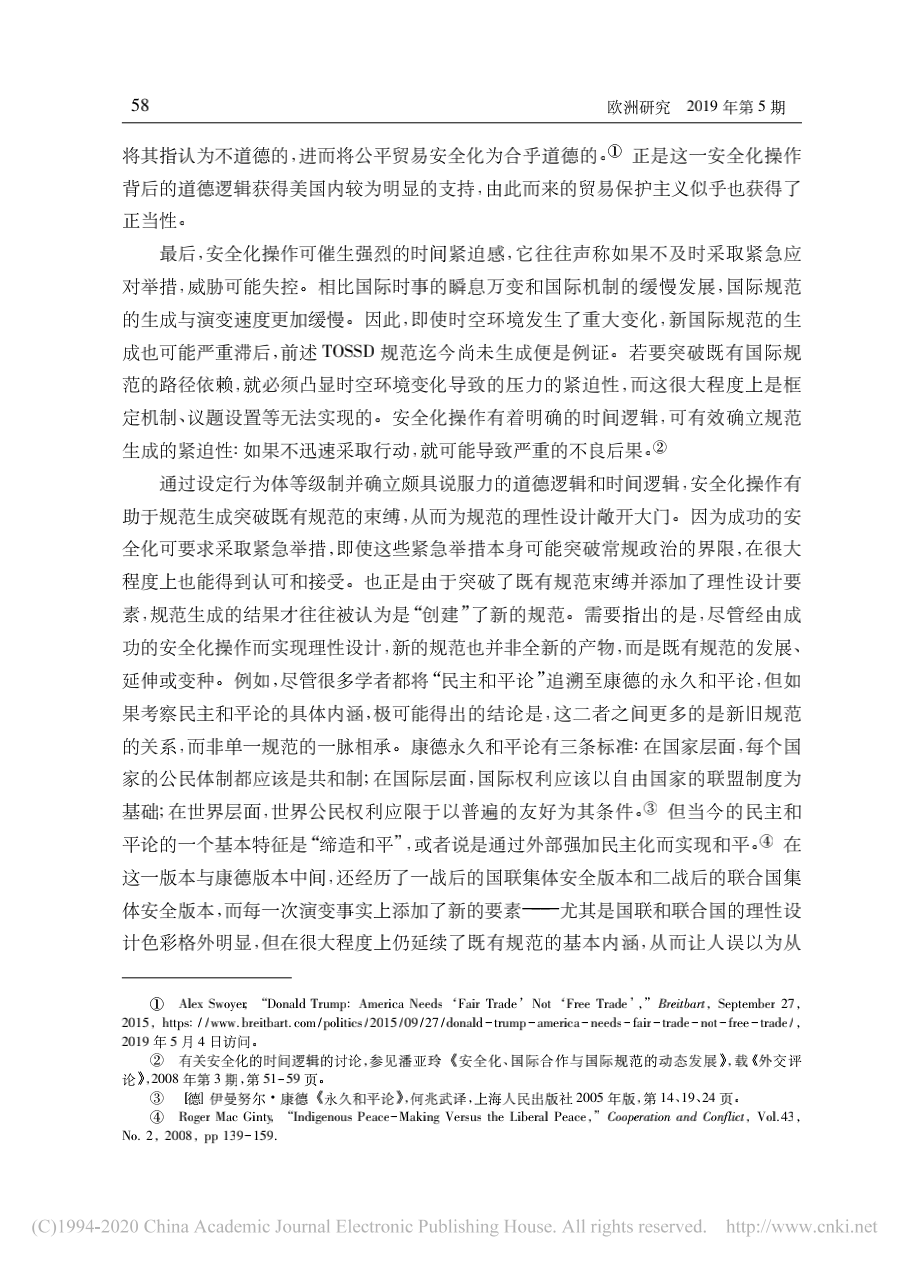 58
欧洲研究 2019 年第 5 期
将其指认为不道德的,进而将公平贸易安全化为合乎道德的。① 正是这一安全化操作
背后的道德逻辑获得美国内较为明显的支持,由此而来的贸易保护主义似乎也获得了
正当性。
最后,安全化操作可催生强烈的时间紧迫感,它往往声称如果不及时采取紧急应
对举措,威胁可能失控。相比国际时事的瞬息万变和国际机制的缓慢发展,国际规范
的生成与演变速度更加缓慢。因此,即使时空环境发生了重大变化,新国际规范的生
成也可能严重滞后,前述 TOSSD 规范迄今尚未生成便是例证。若要突破既有国际规
范的路径依赖,就必须凸显时空环境变化导致的压力的紧迫性,而这很大程度上是框
定机制、议题设置等无法实现的。安全化操作有着明确的时间逻辑,可有效确立规范
生成的紧迫性:如果不迅速采取行动,就可能导致严重的不良后果。②
通过设定行为体等级制并确立颇具说服力的道德逻辑和时间逻辑,安全化操作有
助于规范生成突破既有规范的束缚,从而为规范的理性设计敞开大门。因为成功的安
全化可要求采取紧急举措,即使这些紧急举措本身可能突破常规政治的界限,在很大
程度上也能得到认可和接受。也正是由于突破了既有规范束缚并添加了理性设计要
素,规范生成的结果才往往被认为是“创建”了新的规范。需要指出的是,尽管经由成
功的安全化操作而实现理性设计,新的规范也并非全新的产物,而是既有规范的发展、
延伸或变种。例如,尽管很多学者都将“民主和平论”追溯至康德的永久和平论,但如
果考察民主和平论的具体内涵,极可能得出的结论是,这二者之间更多的是新旧规范
的关系,而非单一规范的一脉相承。康德永久和平论有三条标准:在国家层面,每个国
家的公民体制都应该是共和制;在国际层面,国际权利应该以自由国家的联盟制度为
基础;在世界层面,世界公民权利应限于以普遍的友好为其条件。③ 但当今的民主和
平论的一个基本特征是“缔造和平”,或者说是通过外部强加民主化而实现和平。④ 在
这一版本与康德版本中间,还经历了一战后的国联集体安全版本和二战后的联合国集
体安全版本,而每一次演变事实上添加了新的要素——尤其是国联和联合国的理性设
计色彩格外明显,但在很大程度上仍延续了既有规范的基本内涵,从而让人误以为从
① Alex Swoyer, “Donald Trump: America Needs ‘Fair Trade’ Not ‘Free Trade’,” Breitbart, September 27,
2015, https://www.breitbart.com/politics/2015/09/27/donald-trump-america-needs-fair-trade-not-free-trade/,
2019 年 5 月 4 日访问。
② 有关安全化的时间逻辑的讨论,参见潘亚玲《安全化、国际合作与国际规范的动态发展》,载《外交评
论》,2008 年第 3 期,第 51-59 页。
③ [德]伊曼努尔·康德《永久和平论》,何兆武译,上海人民出版社 2005 年版,第 14、19、24 页。
④ Roger Mac Ginty, “Indigenous Peace-Making Versus the Liberal Peace,” Cooperation and Conflict, Vol.43,
No. 2, 2008, pp 139-159.
(C)1994-2020 China Academic Journal Electronic Publishing House. All rights reserved. http://www.cnki.net